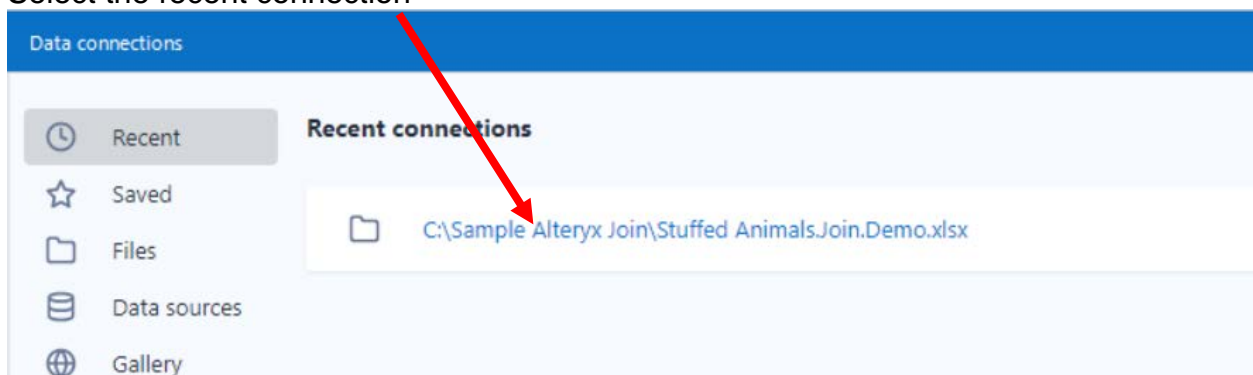 Select the recent connection
Data connections
Recent
Recent connections
Saved
C:\Sample Alteryx Join\Stuffed Animals.Join.Demo.xlsx
Files
Data sources
Gallery